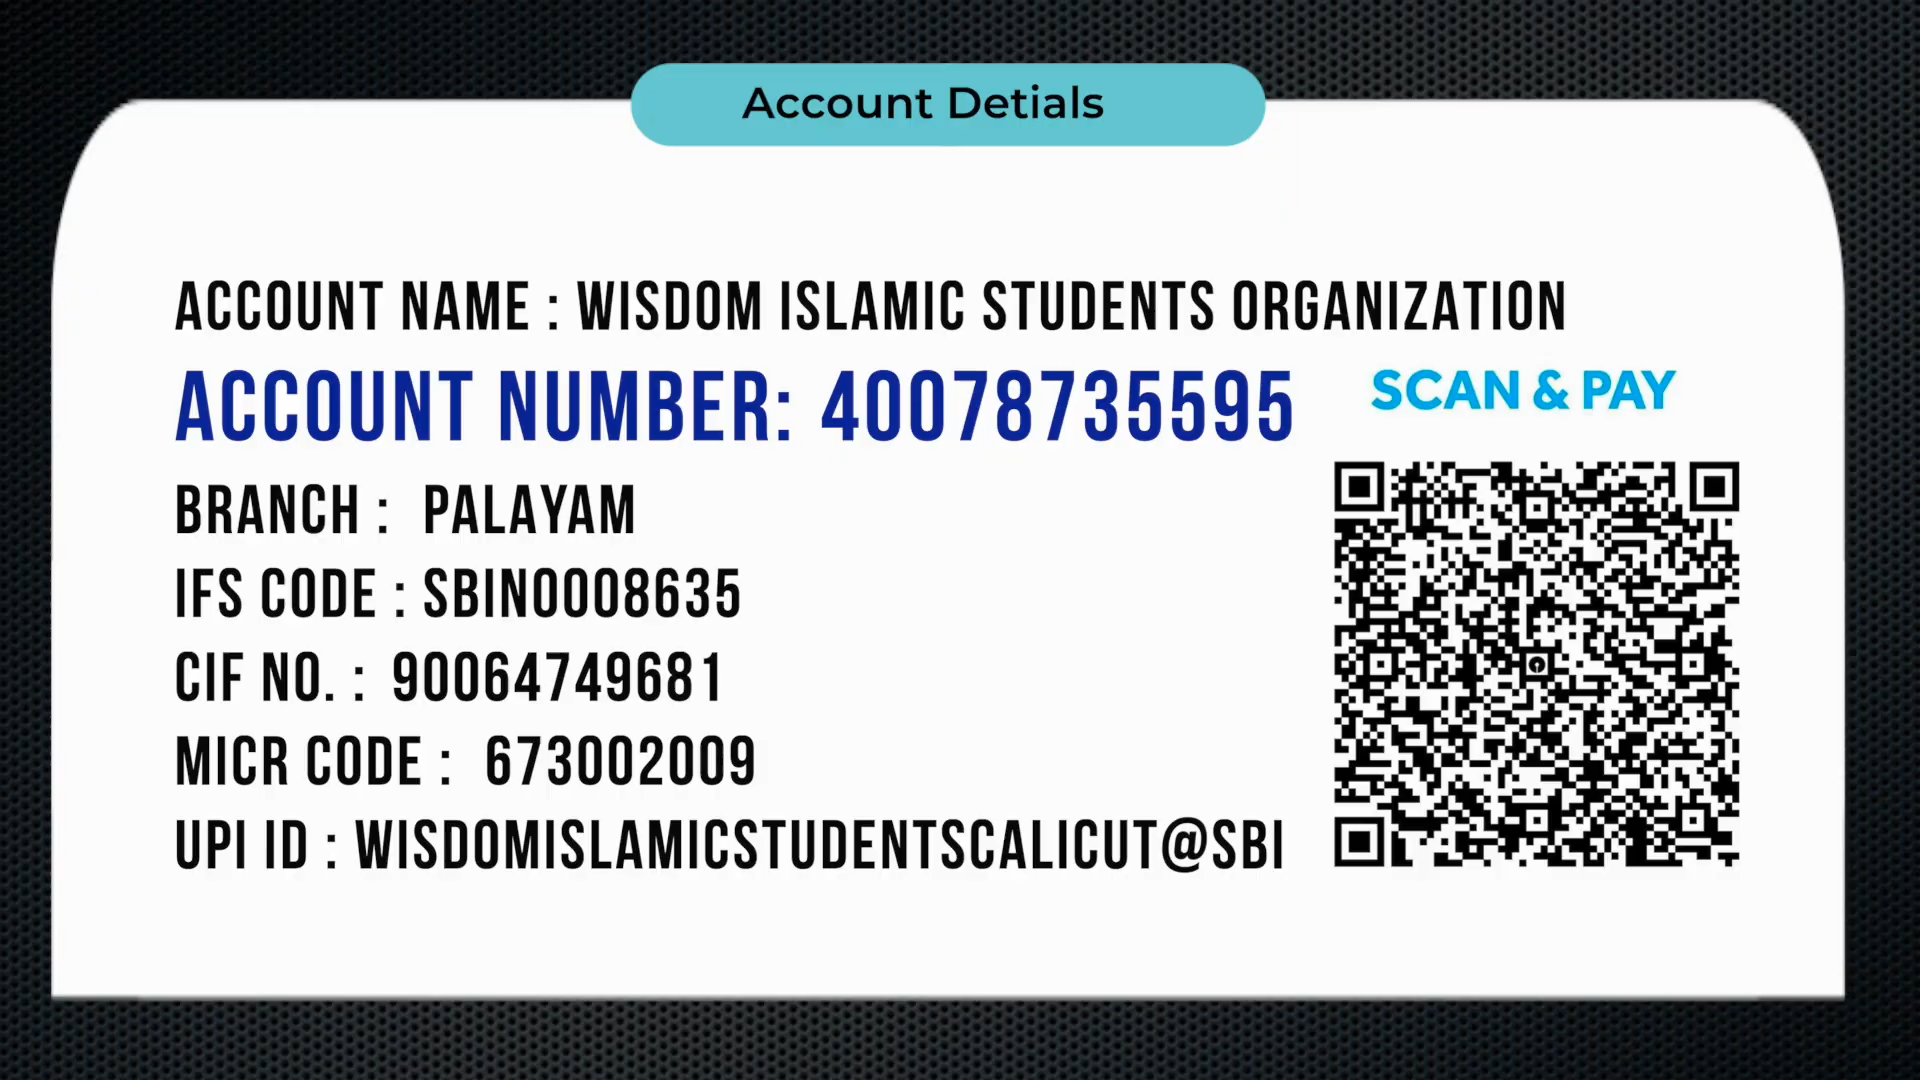 Account Detials
ACCOUNT NAME : WISDOM ISLAMIC STUDENTS ORGANIZATION
ACCOUNT NUMBER: 40078735595
SCAN & PAY
BRANCH : PALAYAM
IFS CODE : SBIN0008635
CIF NO. : 90064749681
MICR CODE : 673002009
UPI ID : WISDOMISLAMICSTUDENTSCALICUT@SBI